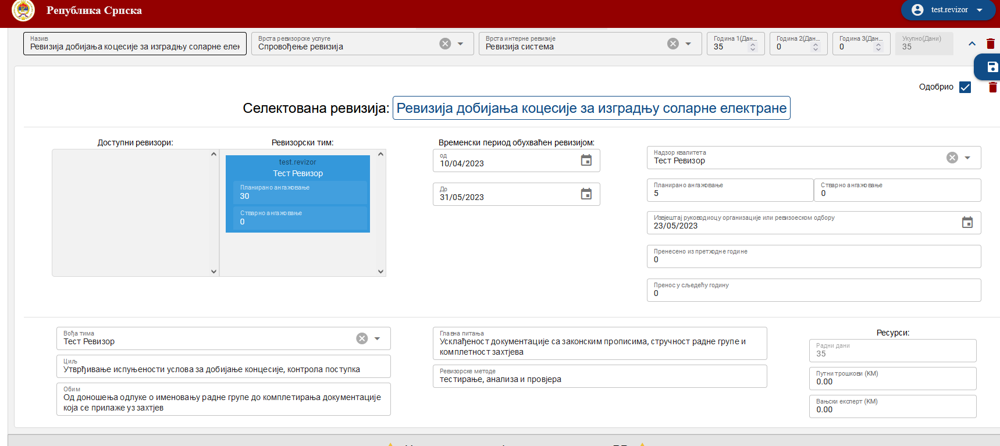 Република Српска
test.revizor
Назив
Ревизија добијања коцесије за изградњу соларне елек
Врста ревизорске услуге
Спровођење ревизија
Врста интерне ревизије
Ревизија система
Година 1(Дан...
35
Година 2(Дан...
0
Година 3(Дан...
0
Укупно(Дани)
35
Одобрио
Селектована ревизија: Ревизија добијања коцесије за изградњу соларне електране
Доступни ревизори:
Ревизорски тим:
test.revizor
Тест Ревизор
Планирано ангажовање
30
Стварно ангажовање
0
Временски период обухваћен ревизијом:
од
10/04/2023
До
31/05/2023
Надзор квалитета
Тест Ревизор
Планирано ангажовање
5
Стварно ангажовање
0
Извјештај руководиоцу организације или ревизоеском одбору
23/05/2023
Пренесено из претходне године
0
Пренос у сљедећу годину
0
Вођа тима
Тест Ревизор
Циљ
Утврђивање испуњености услова за добијање концесије, контрола поступка
Обим
Од доношења одлуке о именовању радне групе до комплетирања документације
која се прилаже уз захтјев
Главна питања
Усклађеност документације са законским прописима, стручност радне групе и
комплетност захтјева
Ревизорске методе
тестирање, анализа и провјера
Ресурси:
Радни дани
35
Путни трошкови (КМ)
0.00
Вањски експерт (КМ)
0.00